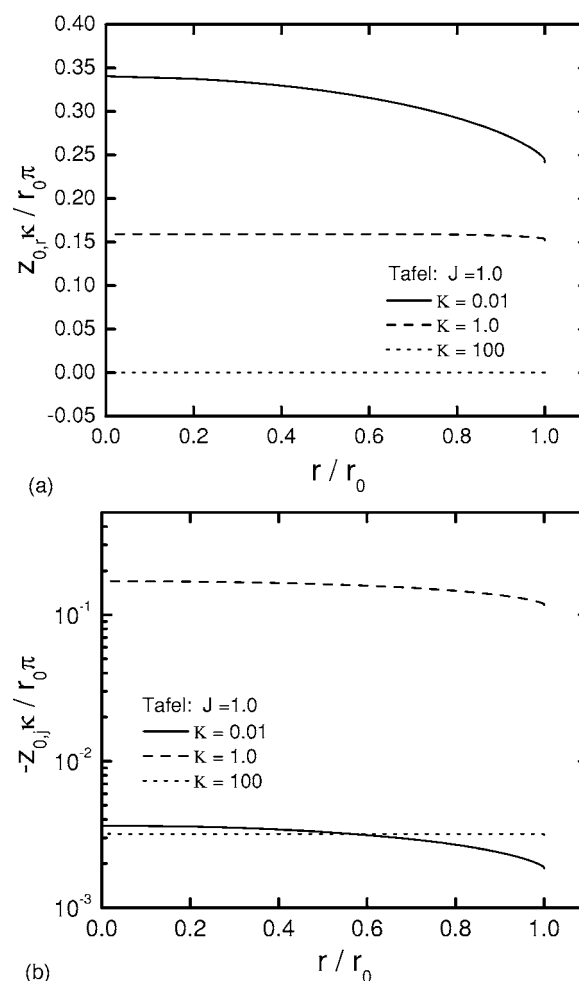 0.40
0.35
0.30
0.25
0.20
0.15
0.10
0.05
0.00
-0.05
z0,r κ / r0 π
Tafel: J =1.0
K = 0.01
K = 1.0
K = 100
0.0 0.2 0.4 0.6 0.8 1.0
r / r0
(a)
10-1
10-2
10-3
-z0,j κ / r0 π
Tafel: J =1.0
K = 0.01
K = 1.0
K = 100
0.0 0.2 0.4 0.6 0.8 1.0
r / r0
(b)